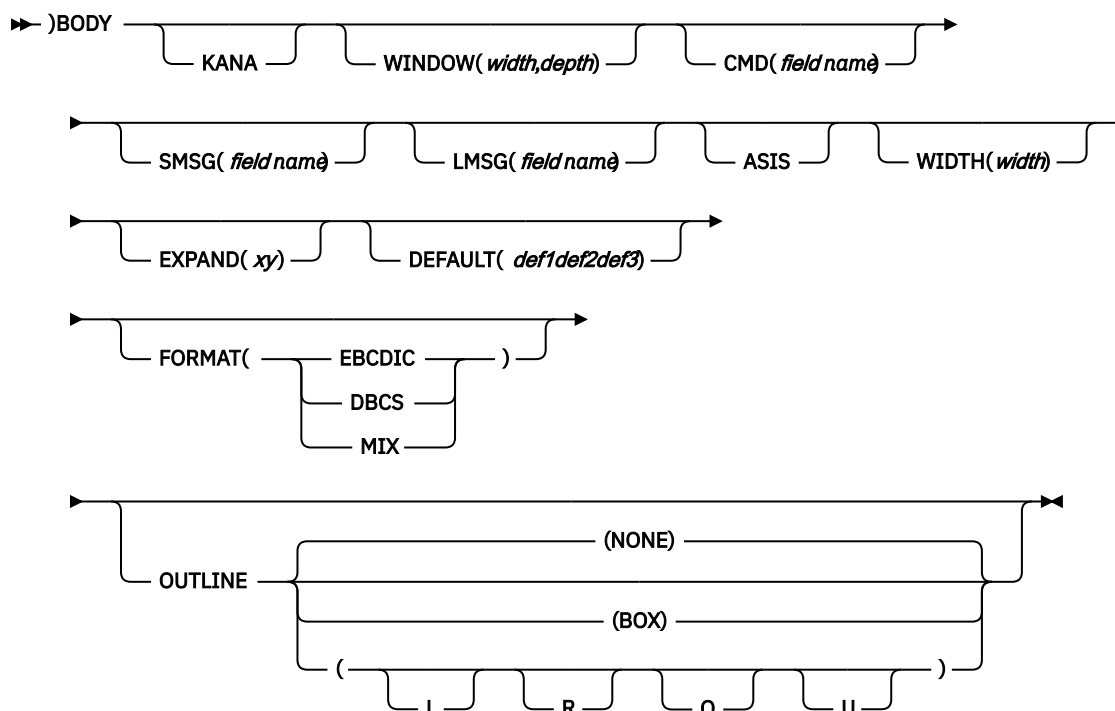 )BODY KANA WINDOW( width,depth) CMD( field name)
SMSG( field name) LMSG( field name) ASIS WIDTH( width)
EXPAND( xy) DEFAULT( def1def2def3)
FORMAT( EBCDIC )
DBCS
MIX
(NONE)
OUTLINE
(BOX)
( )
L R O U